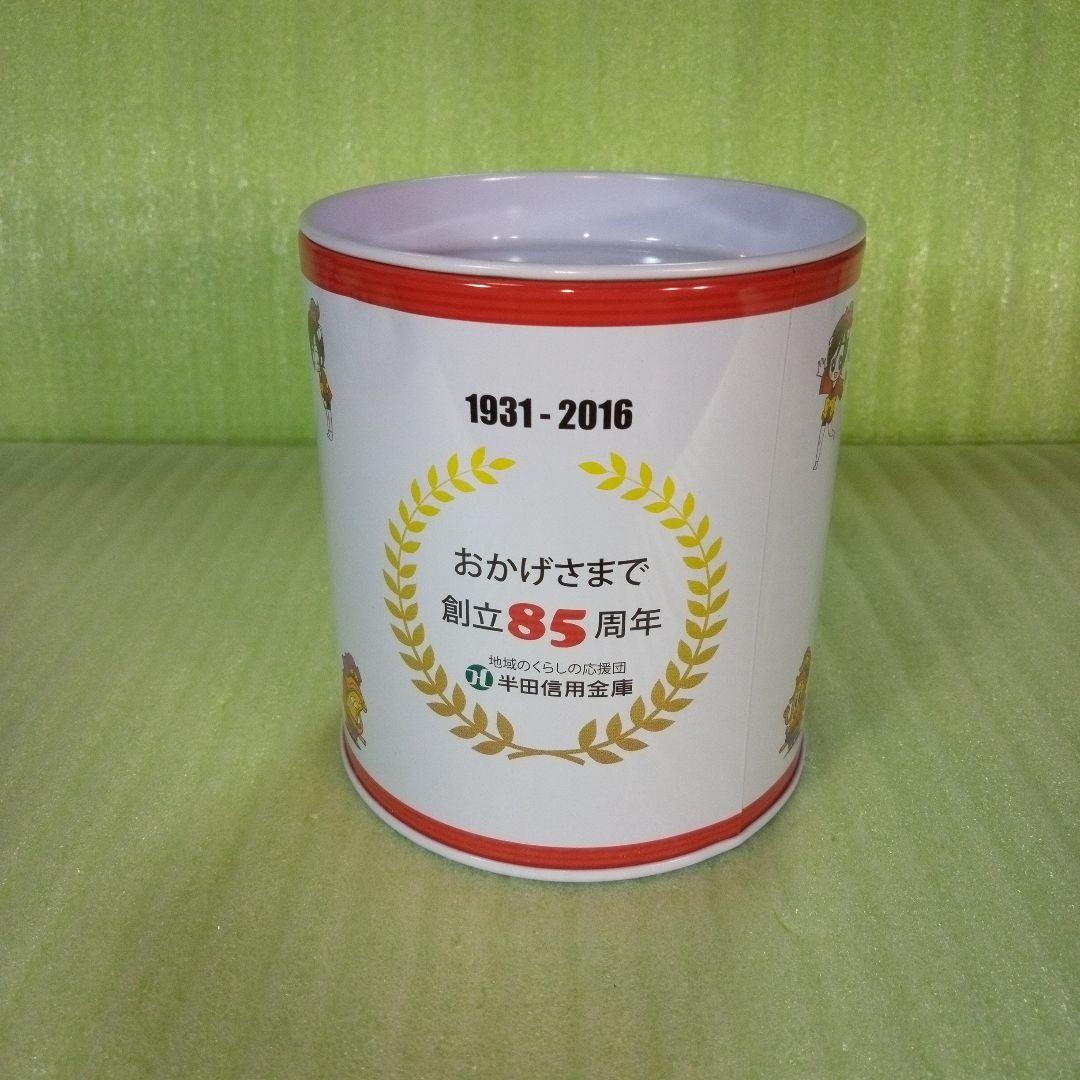 1931 - 2016
おかげさまで
創立85周年
地域のくらしの応援団
半田信用金庫